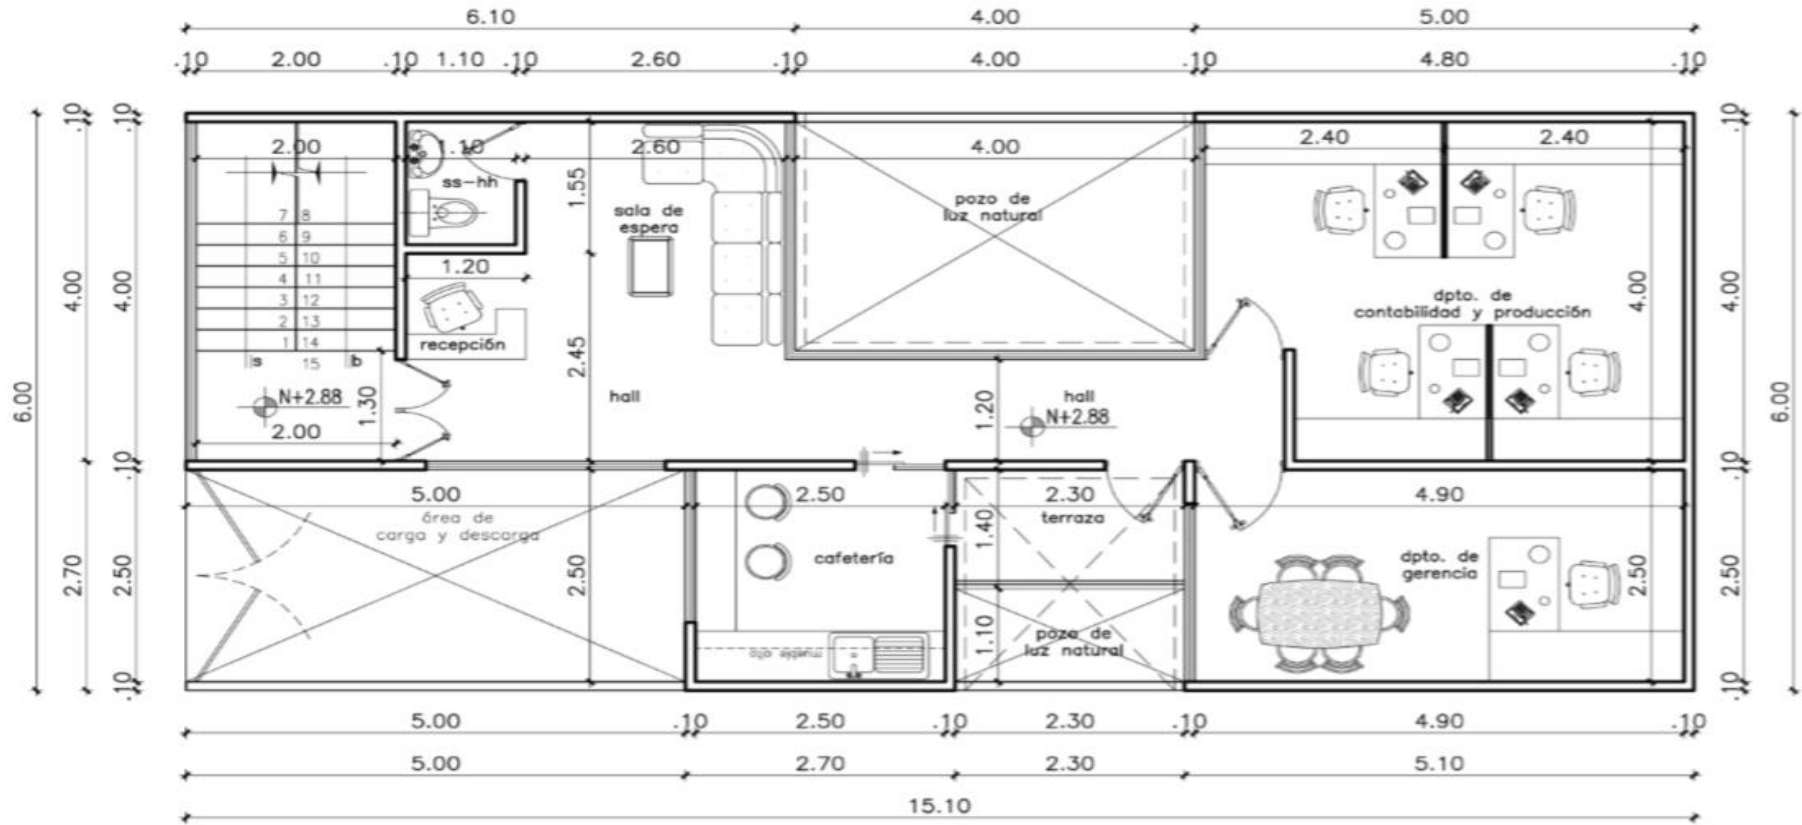 6.10 4.00 5.00
.10 2.00 .10 1.10 .10 2.60 .10 4.00 .10 4.80 .10
.10 .10 .10 .10
2.00 1.10 2.60 4.00 2.40 2.40
ss-hh
1.55
sala de
espera
pozo de
luz natural
7 8
6 9
5 10
4 11
3 12
2 13
1 14
15
s b
1.20
recepción
4.00 4.00
2.45
dpto. de
contabilidad y producción
4.00
4.00
6.00
6.00
N+2.88
1.30
2.00
hall
1.20
hall
N+2.88
.10 .10 .10 .10
5.00 2.50 2.30 4.90
área de
carga y descarga
terraza
1.40
cafetería
dpto. de
gerencia
2.70 2.50
2.50
2.50
2.50
1.10
pozo de
luz natural
mueble alto
.10 .10 .10
5.00 .10 2.50 .10 2.30 .10 4.90 .10
5.00 2.70 2.30 5.10
15.10